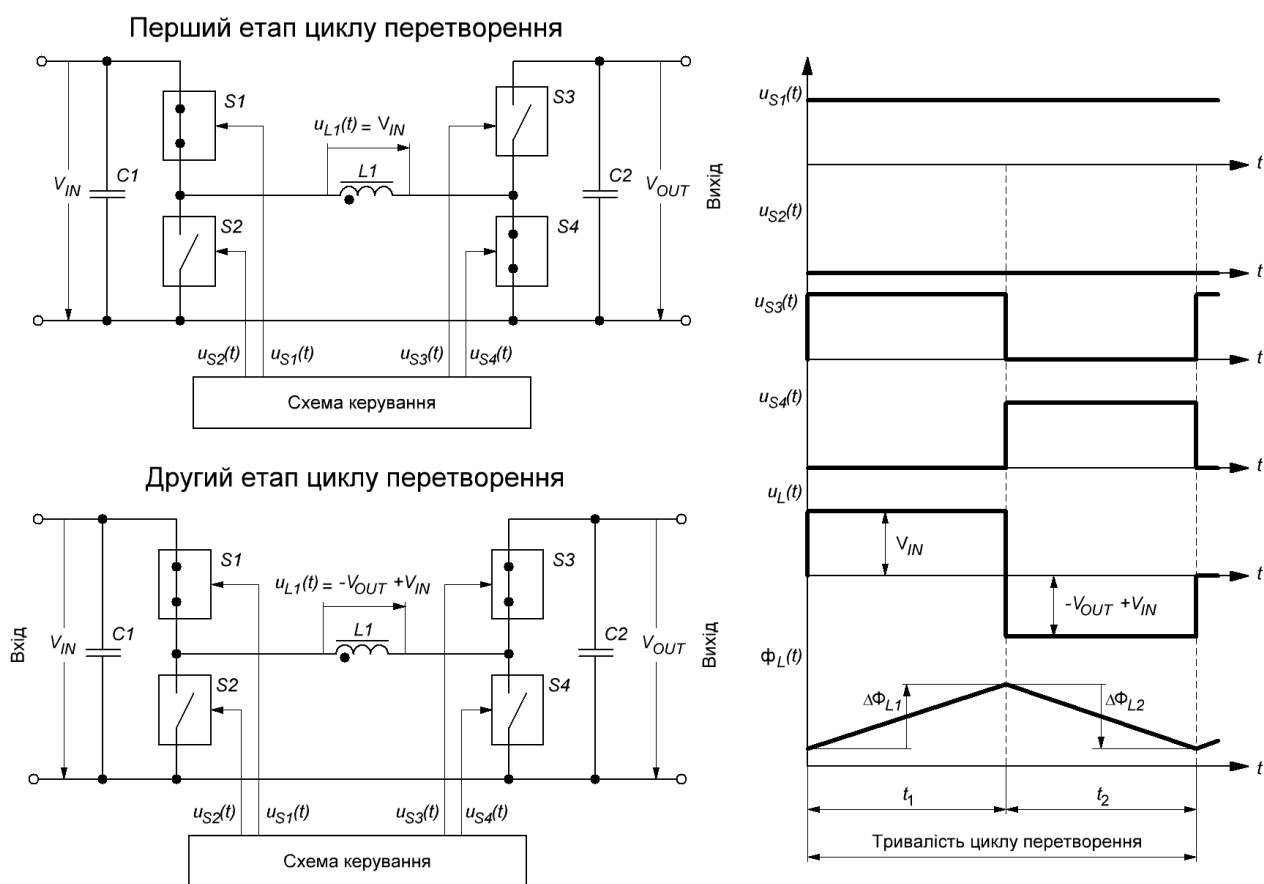 Перший етап циклу перетворення
S1
S3
u_L1(t) = V_IN
L1
V_IN
C1
C2
V_OUT
Вихід
S2
S4
u_S2(t)
u_S1(t)
u_S3(t)
u_S4(t)
Схема керування
Другий етап циклу перетворення
S1
S3
u_L1(t) = -V_OUT +V_IN
L1
Вхід
V_IN
C1
C2
V_OUT
Вихід
S2
S4
u_S2(t)
u_S1(t)
u_S3(t)
u_S4(t)
Схема керування
u_S1(t)
t
u_S2(t)
t
u_S3(t)
t
u_S4(t)
t
u_L(t)
V_IN
t
-V_OUT +V_IN
ф_L(t)
ΔФ_L1
ΔФ_L2
t
t_1
t_2
Тривалість циклу перетворення